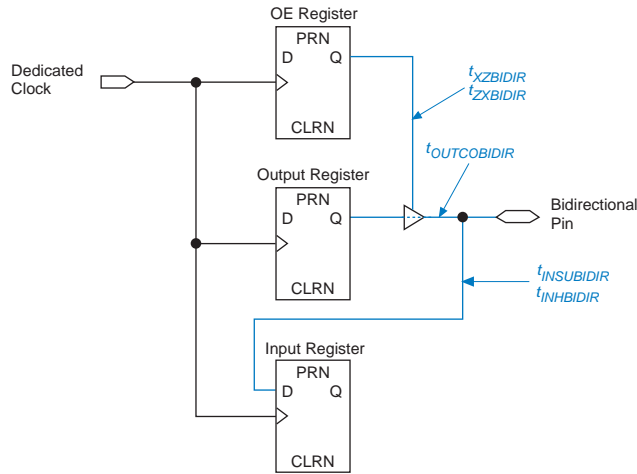 OE Register
PRN
D Q
CLRN
Dedicated
Clock
tXZBIDIR
tZXBIDIR
tOUTCOBIDIR
Output Register
PRN
D Q
CLRN
Bidirectional
Pin
tINSUBIDIR
tINHBIDIR
Input Register
PRN
D Q
CLRN